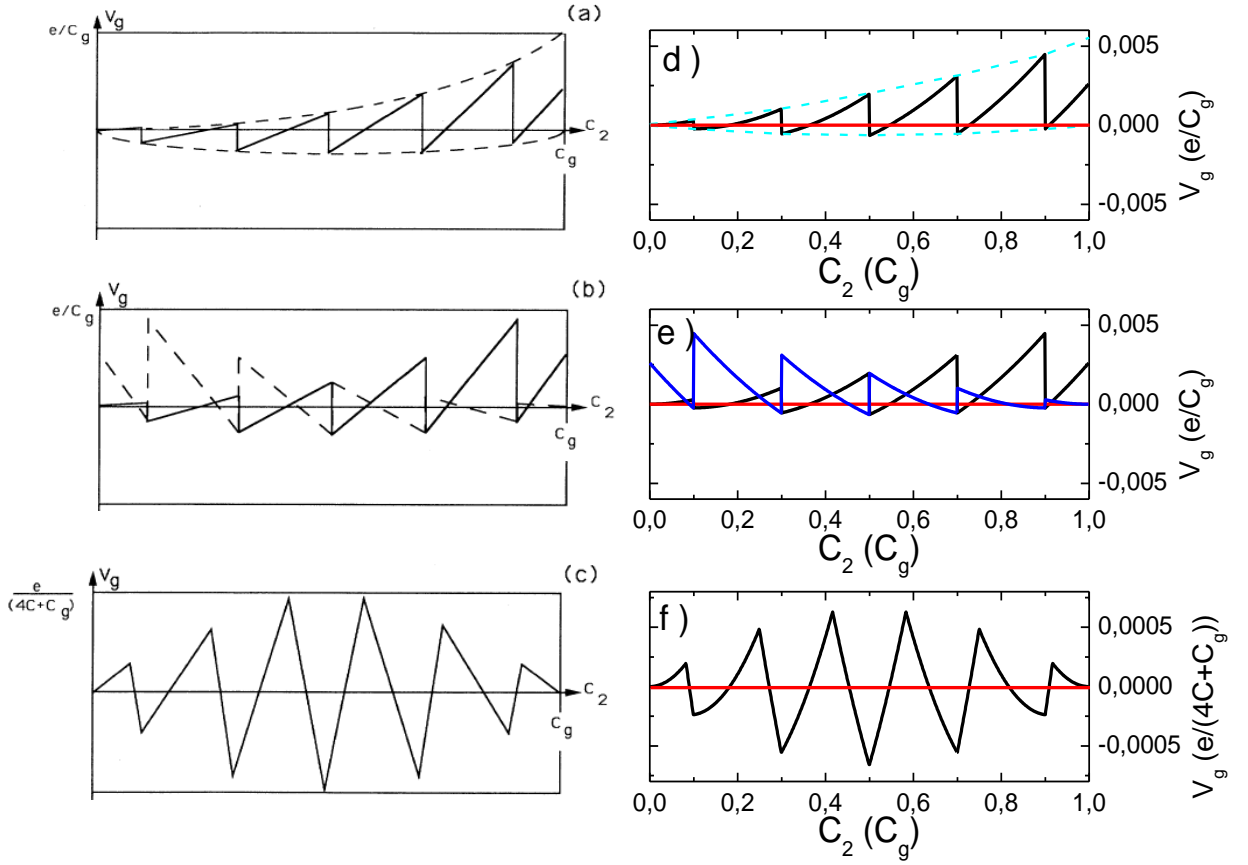 V_g
(a)
e/C_g
C_2
C_g
V_g
(b)
e/C_g
C_2
C_g
V_g
(c)
e
(4C+C_g)
C_2
C_g
d )
0,005
0,000
-0,005
V_g (e/C_g)
0,0 0,2 0,4 0,6 0,8 1,0
C_2 (C_g)
e )
0,005
0,000
-0,005
V_g (e/C_g)
0,0 0,2 0,4 0,6 0,8 1,0
C_2 (C_g)
f )
0,0005
0,0000
-0,0005
V_g (e/(4C+C_g))
0,0 0,2 0,4 0,6 0,8 1,0
C_2 (C_g)